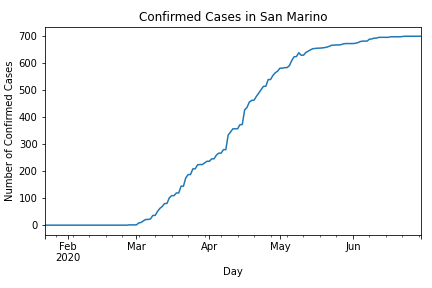 Confirmed Cases in San Marino
Number of Confirmed Cases
700
600
500
400
300
200
100
0
Feb Mar Apr May Jun
2020
Day